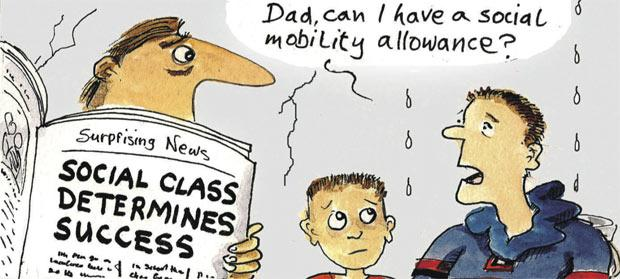 Dad, can I have a social
mobility allowance?
Surprising News
SOCIAL CLASS
DETERMINES
SUCCESS